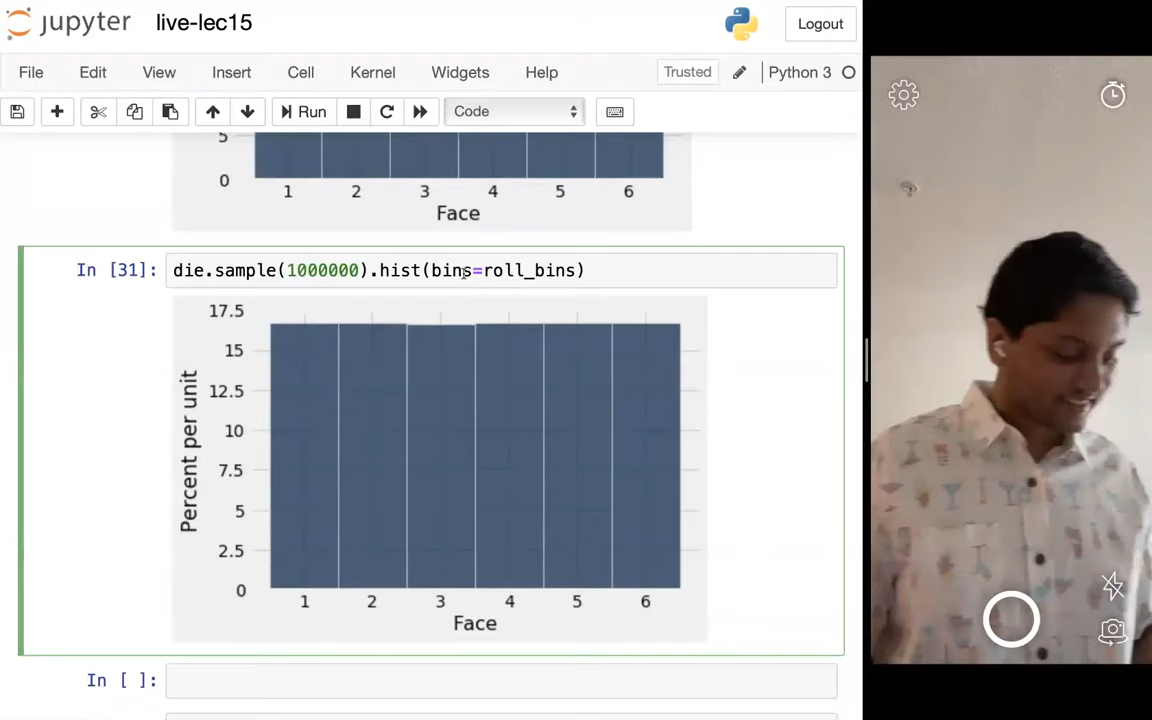 jupyter live-lec15 Logout
File Edit View Insert Cell Kernel Widgets Help Trusted Python 3
Run Code
5
0
1 2 3 4 5 6
Face
In [31]: die.sample(1000000).hist(bins=roll_bins)
17.5
15
12.5
10
7.5
5
2.5
0
Percent per unit
1 2 3 4 5 6
Face
In [ ]: